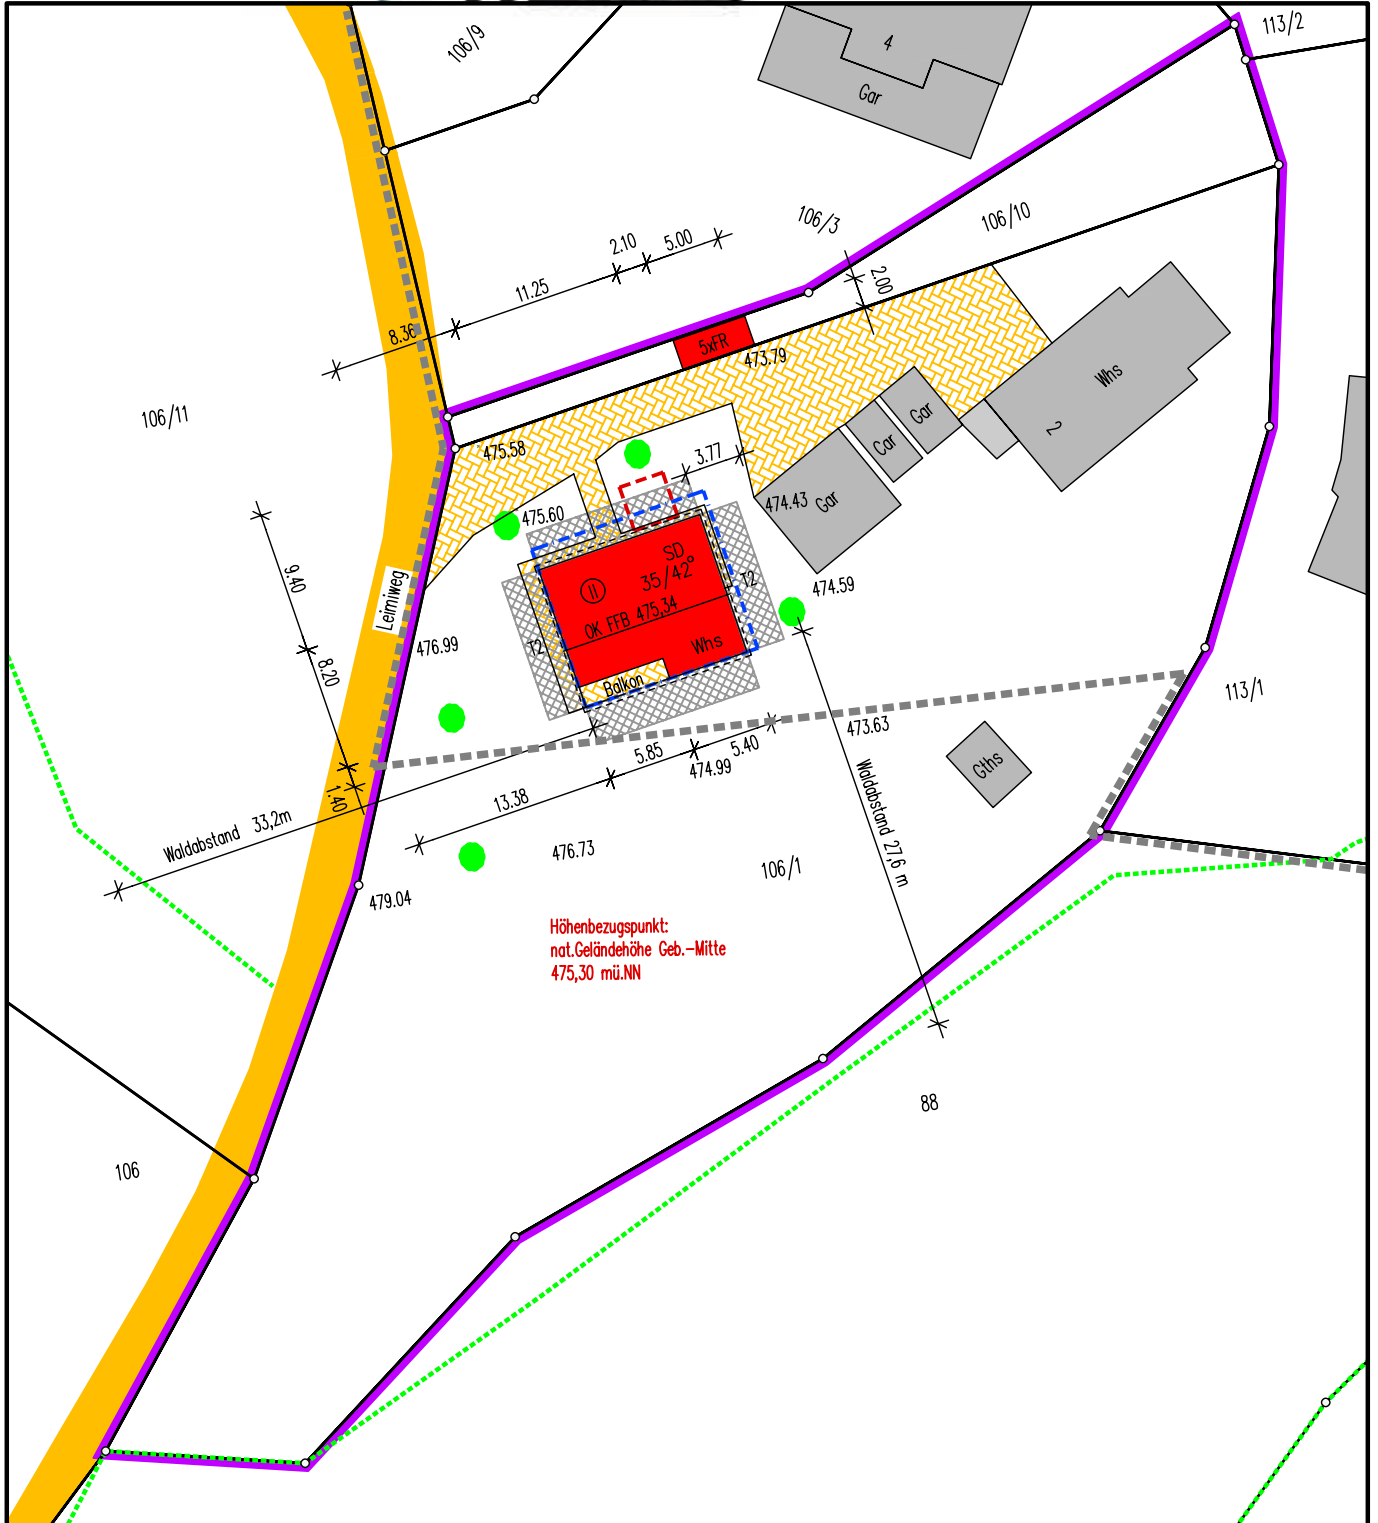 106/9
4
Gar
113/2
106/3
106/10
2.10
5.00
11.25
2.00
8.36
5xFR
473.79
Whs
2
106/11
Gar
Car
475.58
3.77
474.43
Gar
475.60
SD
35/42°
II
OK FFB 475,34
T2
T2
Whs
Balkon
474.59
9.40
Leimiweg
476.99
8.20
113/1
473.63
Gths
5.85
5.40
474.99
1.40
13.38
Waldabstand 33,2m
Waldabstand 27,6 m
476.73
106/1
479.04
Höhenbezugspunkt:
nat.Geländehöhe Geb.-Mitte
475,30 mü.NN
88
106